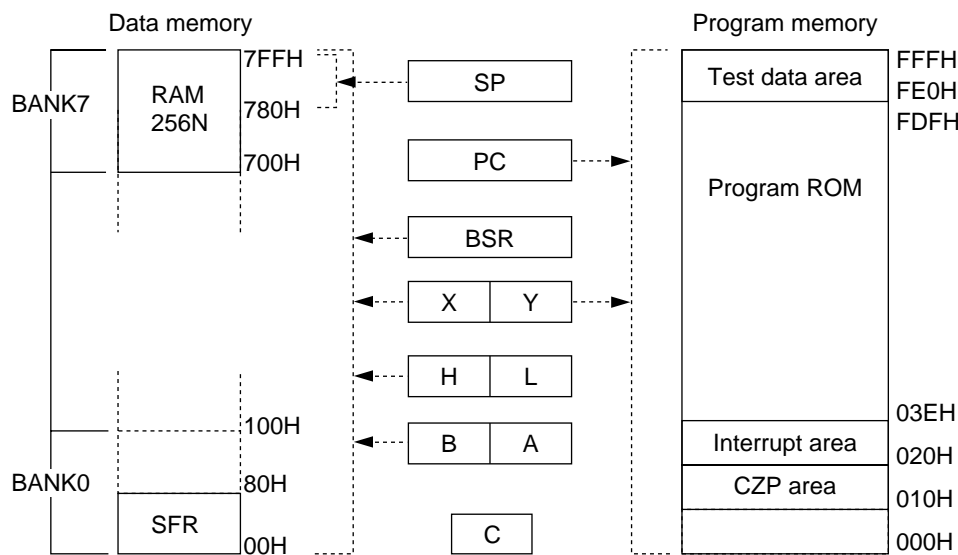 Data memory
Program memory
BANK7
RAM
256N
7FFH
780H
700H
100H
BANK0
80H
SFR
00H
SP
PC
BSR
X Y
H L
B A
C
Test data area
FFFH
FE0H
FDFH
Program ROM
03EH
Interrupt area
020H
CZP area
010H
000H